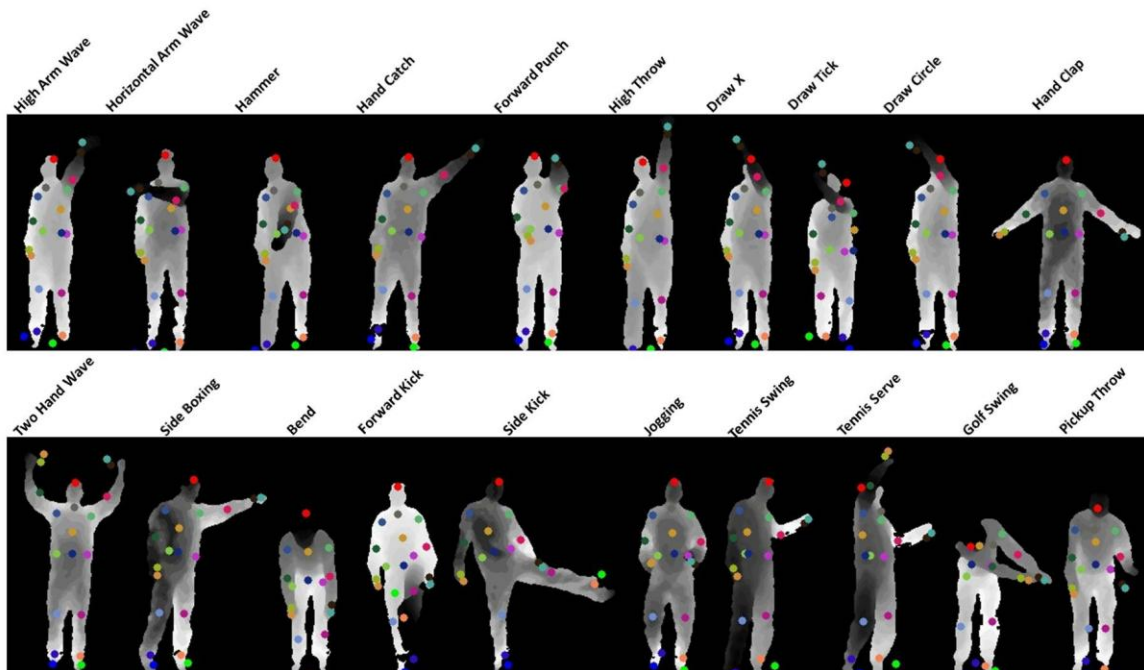 High Arm Wave
Horizontal Arm Wave
Hammer
Hand Catch
Forward Punch
High Throw
Draw X
Draw Tick
Draw Circle
Hand Clap
Two Hand Wave
Side Boxing
Bend
Forward Kick
Side Kick
Jogging
Tennis Swing
Tennis Serve
Golf Swing
Pickup Throw